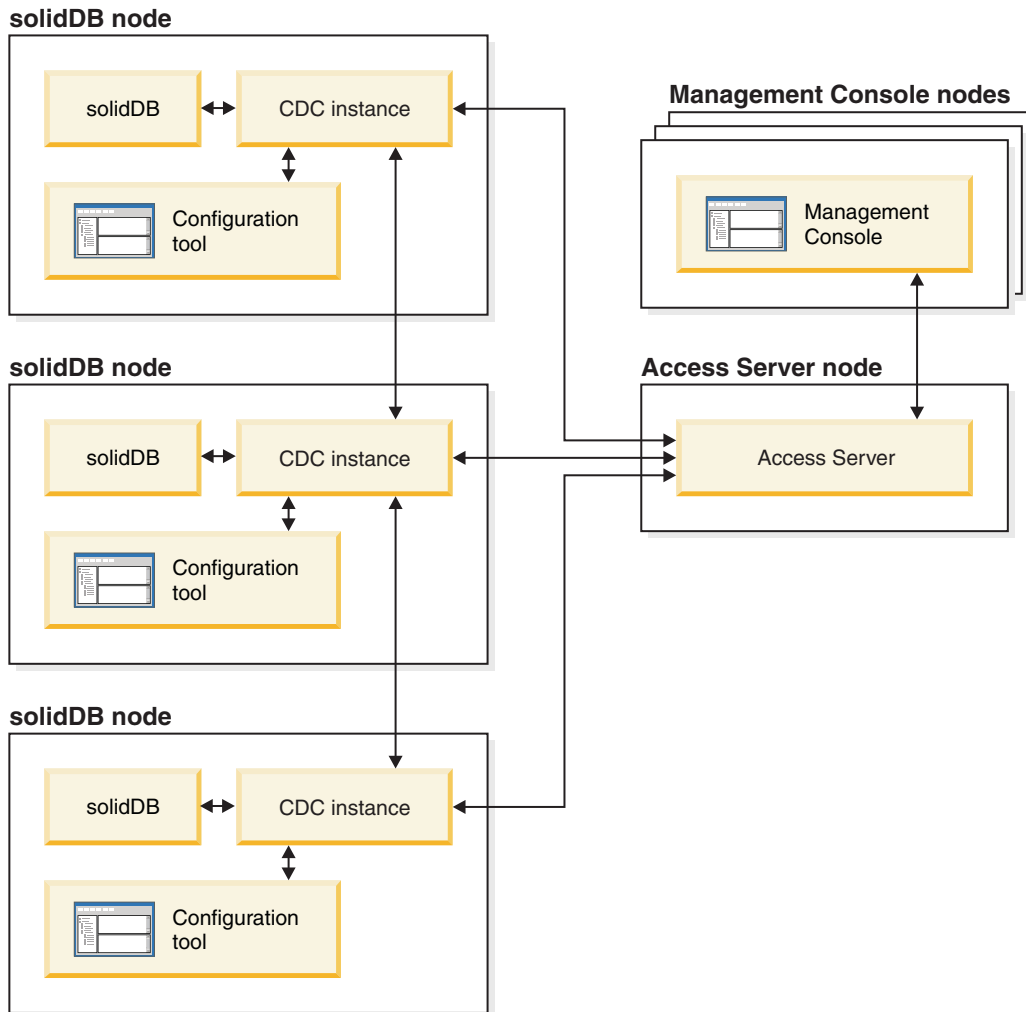 solidDB node
solidDB
CDC instance
Configuration
tool
Management Console nodes
Management
Console
solidDB node
solidDB
CDC instance
Configuration
tool
Access Server node
Access Server
solidDB node
solidDB
CDC instance
Configuration
tool